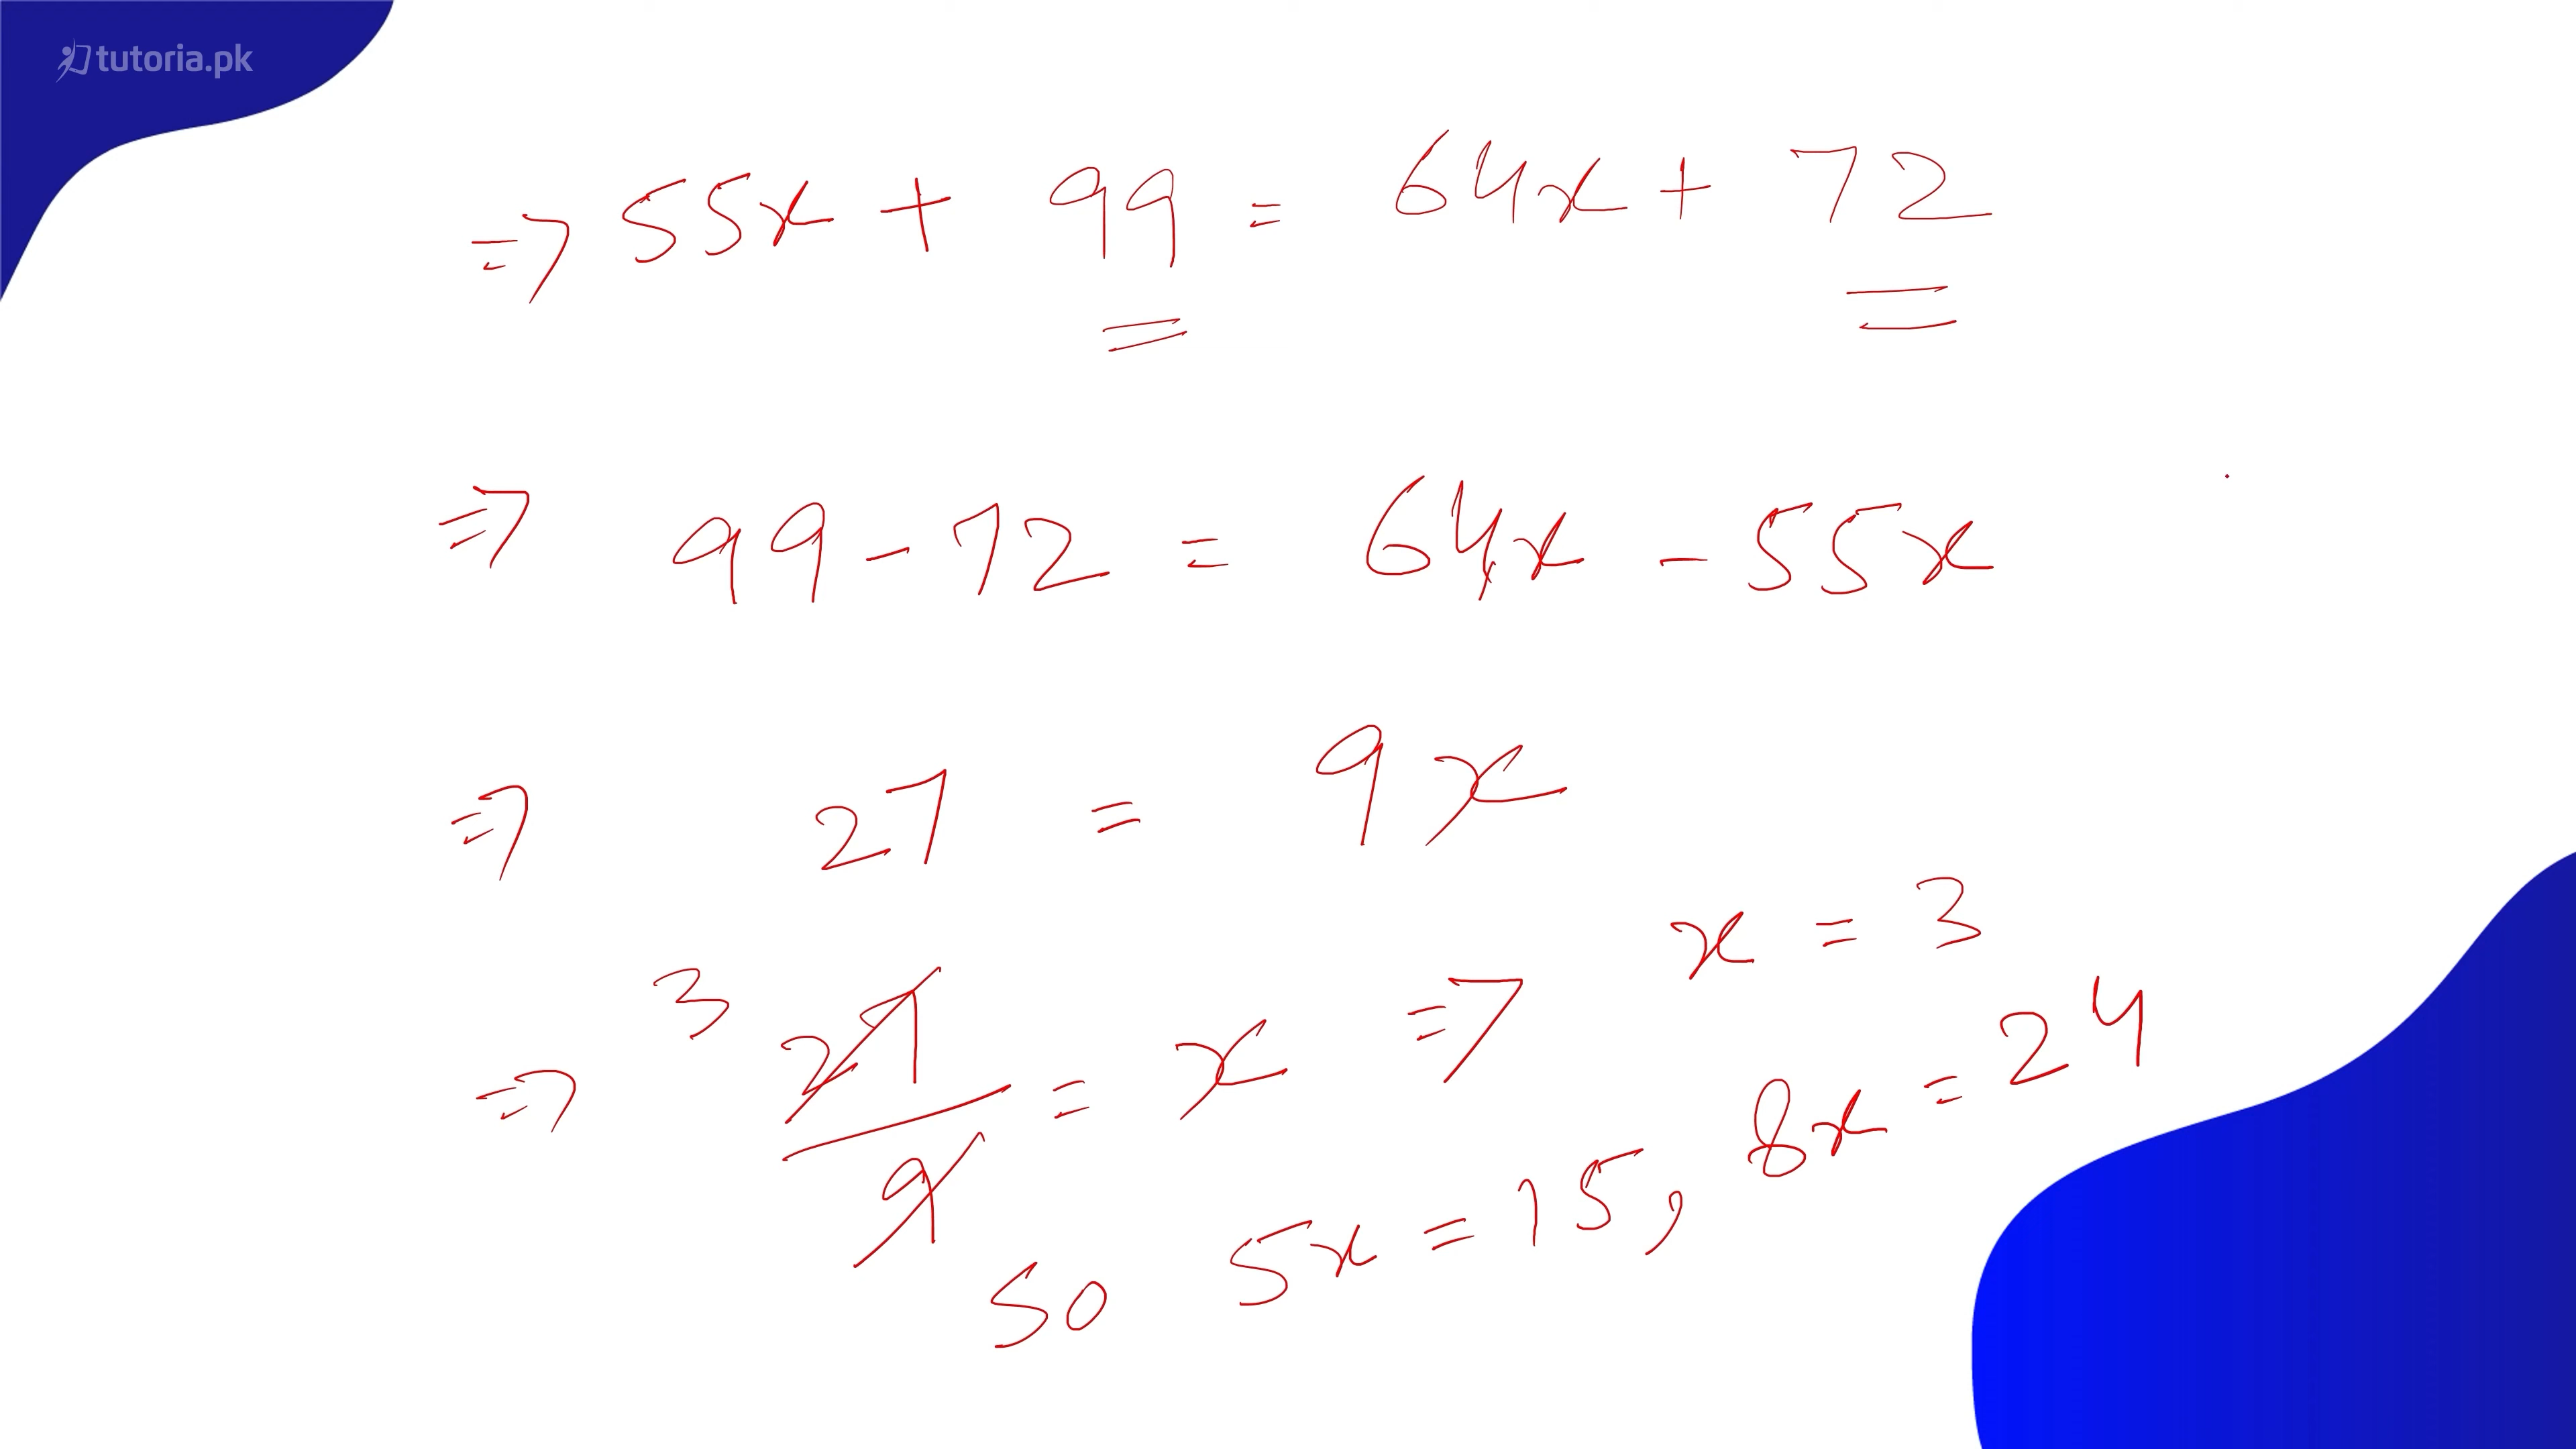 tutoria.pk
⇒ 55x + 99 = 64x + 72
⇒ 99 - 72 = 64x - 55x
⇒ 27 = 9x
⇒ 3 27/9 = x ⇒ x = 3
so 5x = 15, 8x = 24